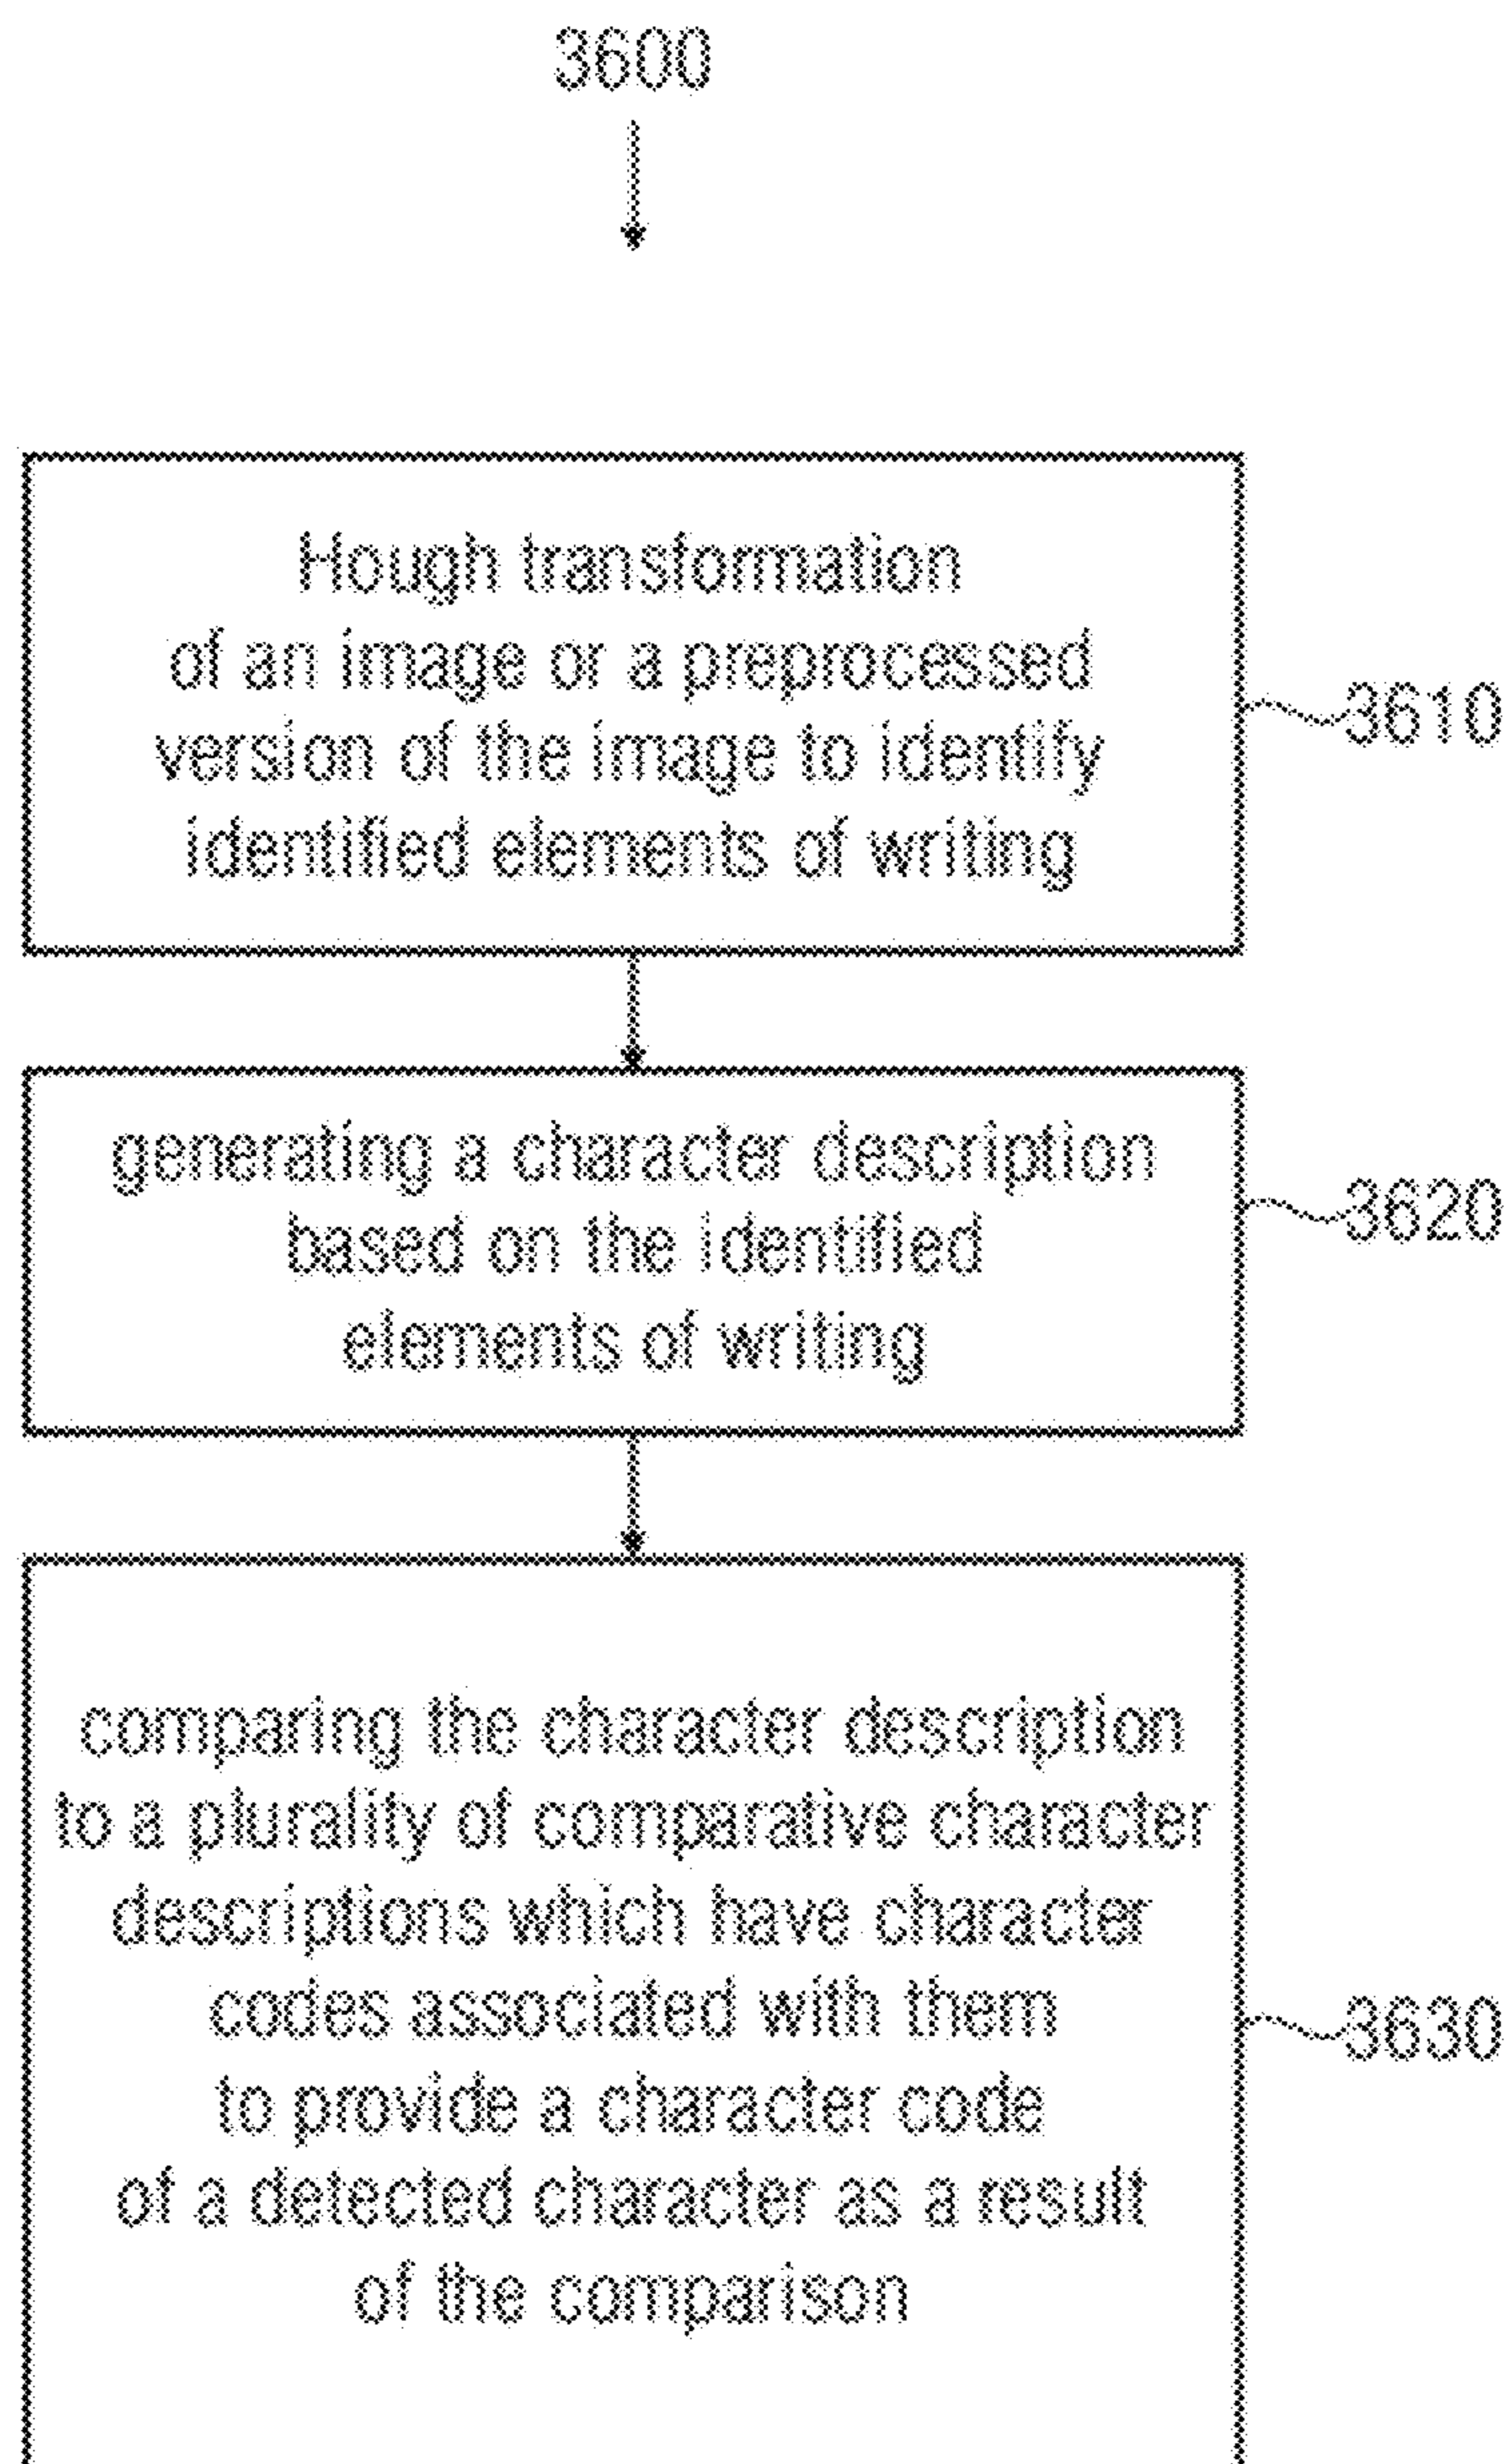 3600
Hough transformation
of an image or a preprocessed
version of the image to identify
identified elements of writing
3610
generating a character description
based on the identified
elements of writing
3620
comparing the character description
to a plurality of comparative character
descriptions which have character
codes associated with them
to provide a character code
of a detected character as a result
of the comparison
3630